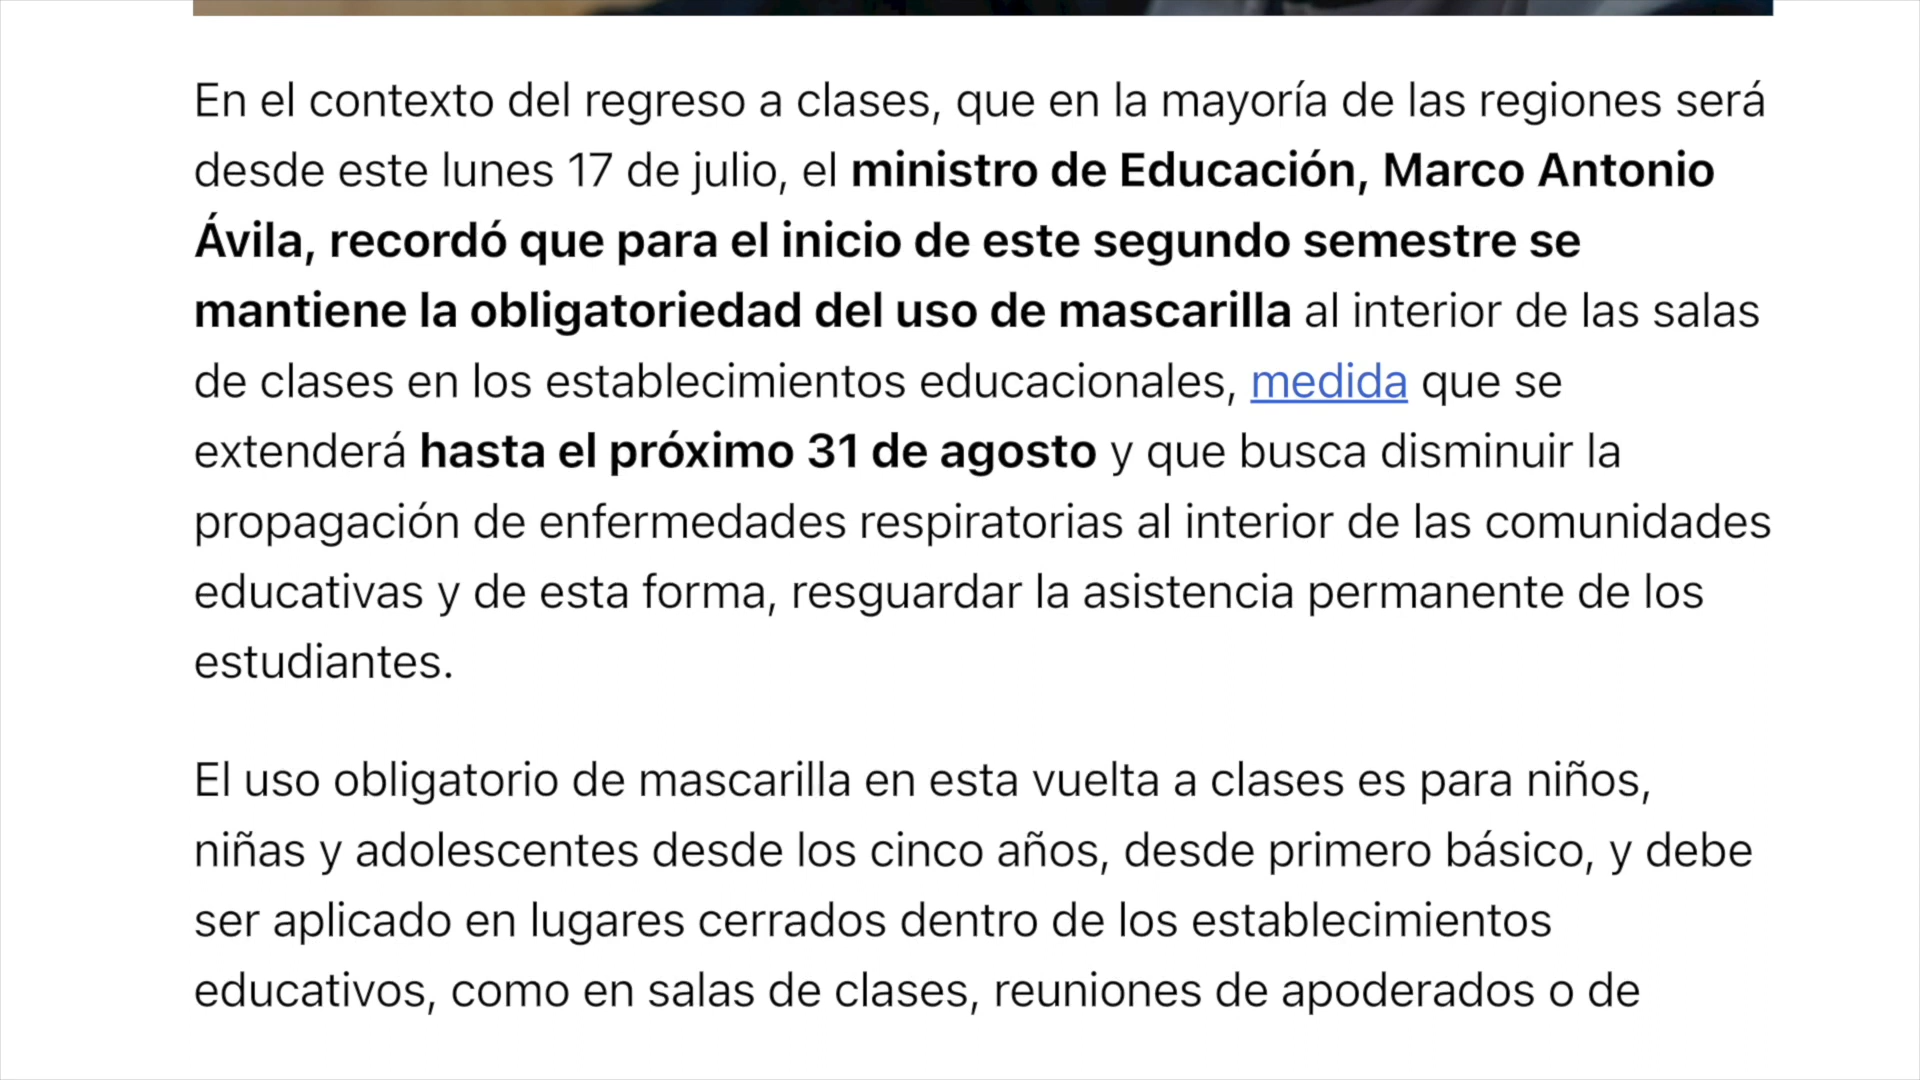 En el contexto del regreso a clases, que en la mayoría de las regiones será
desde este lunes 17 de julio, el ministro de Educación, Marco Antonio
Ávila, recordó que para el inicio de este segundo semestre se
mantiene la obligatoriedad del uso de mascarilla al interior de las salas
de clases en los establecimientos educacionales, medida que se
extenderá hasta el próximo 31 de agosto y que busca disminuir la
propagación de enfermedades respiratorias al interior de las comunidades
educativas y de esta forma, resguardar la asistencia permanente de los
estudiantes.
El uso obligatorio de mascarilla en esta vuelta a clases es para niños,
niñas y adolescentes desde los cinco años, desde primero básico, y debe
ser aplicado en lugares cerrados dentro de los establecimientos
educativos, como en salas de clases, reuniones de apoderados o de